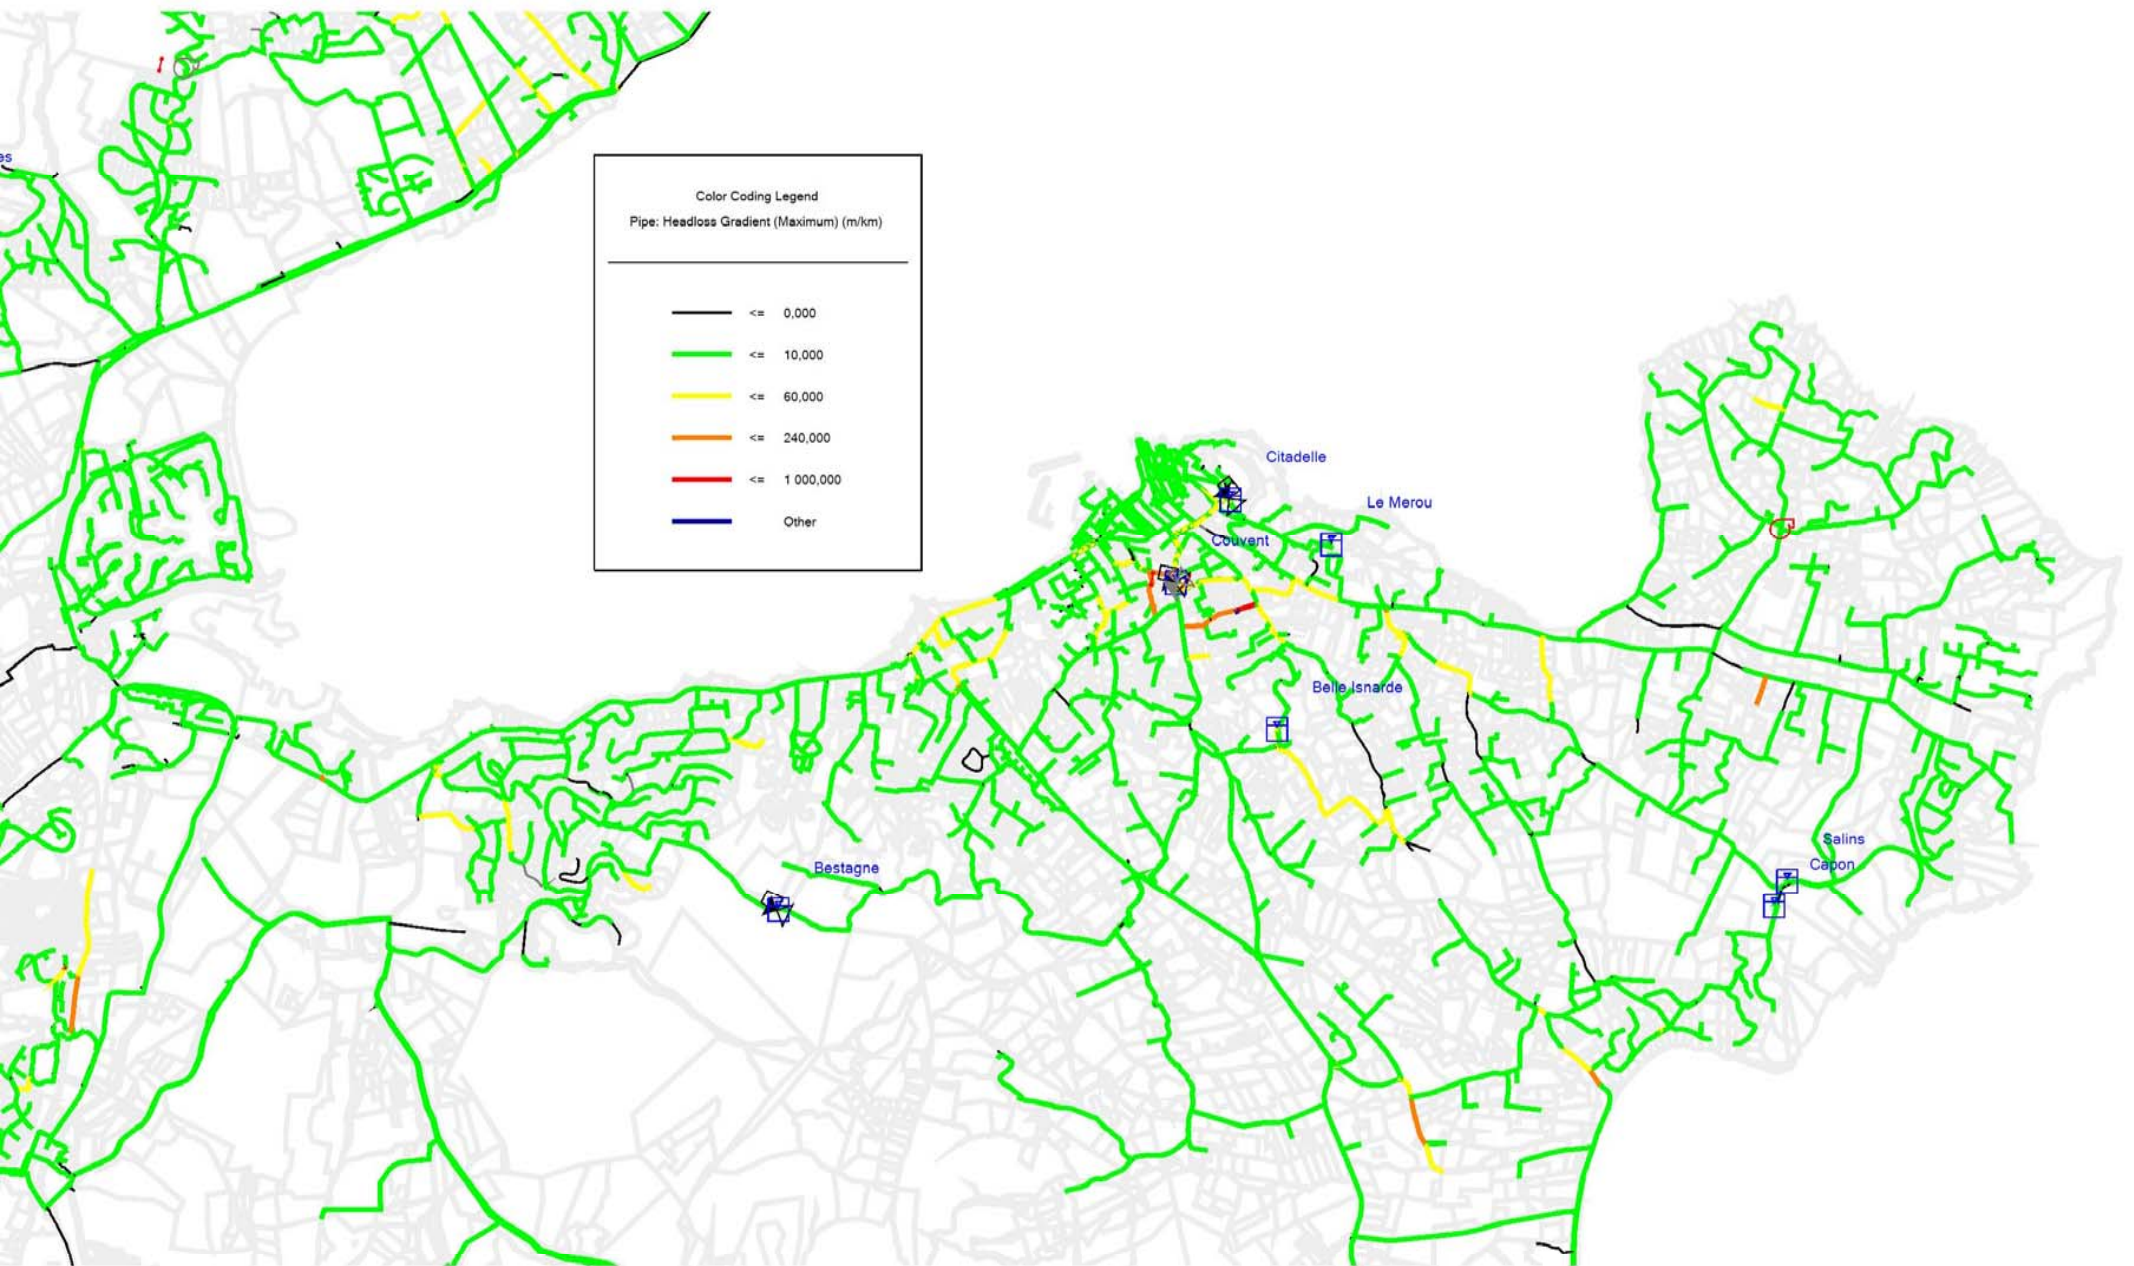 es
Color Coding Legend
Pipe: Headloss Gradient (Maximum) (m/km)
<= 0,000
<= 10,000
<= 60,000
<= 240,000
<= 1 000,000
Other
Citadelle
Le Merou
Couvent
Belle Isnarde
Salins
Capon
Bestagne